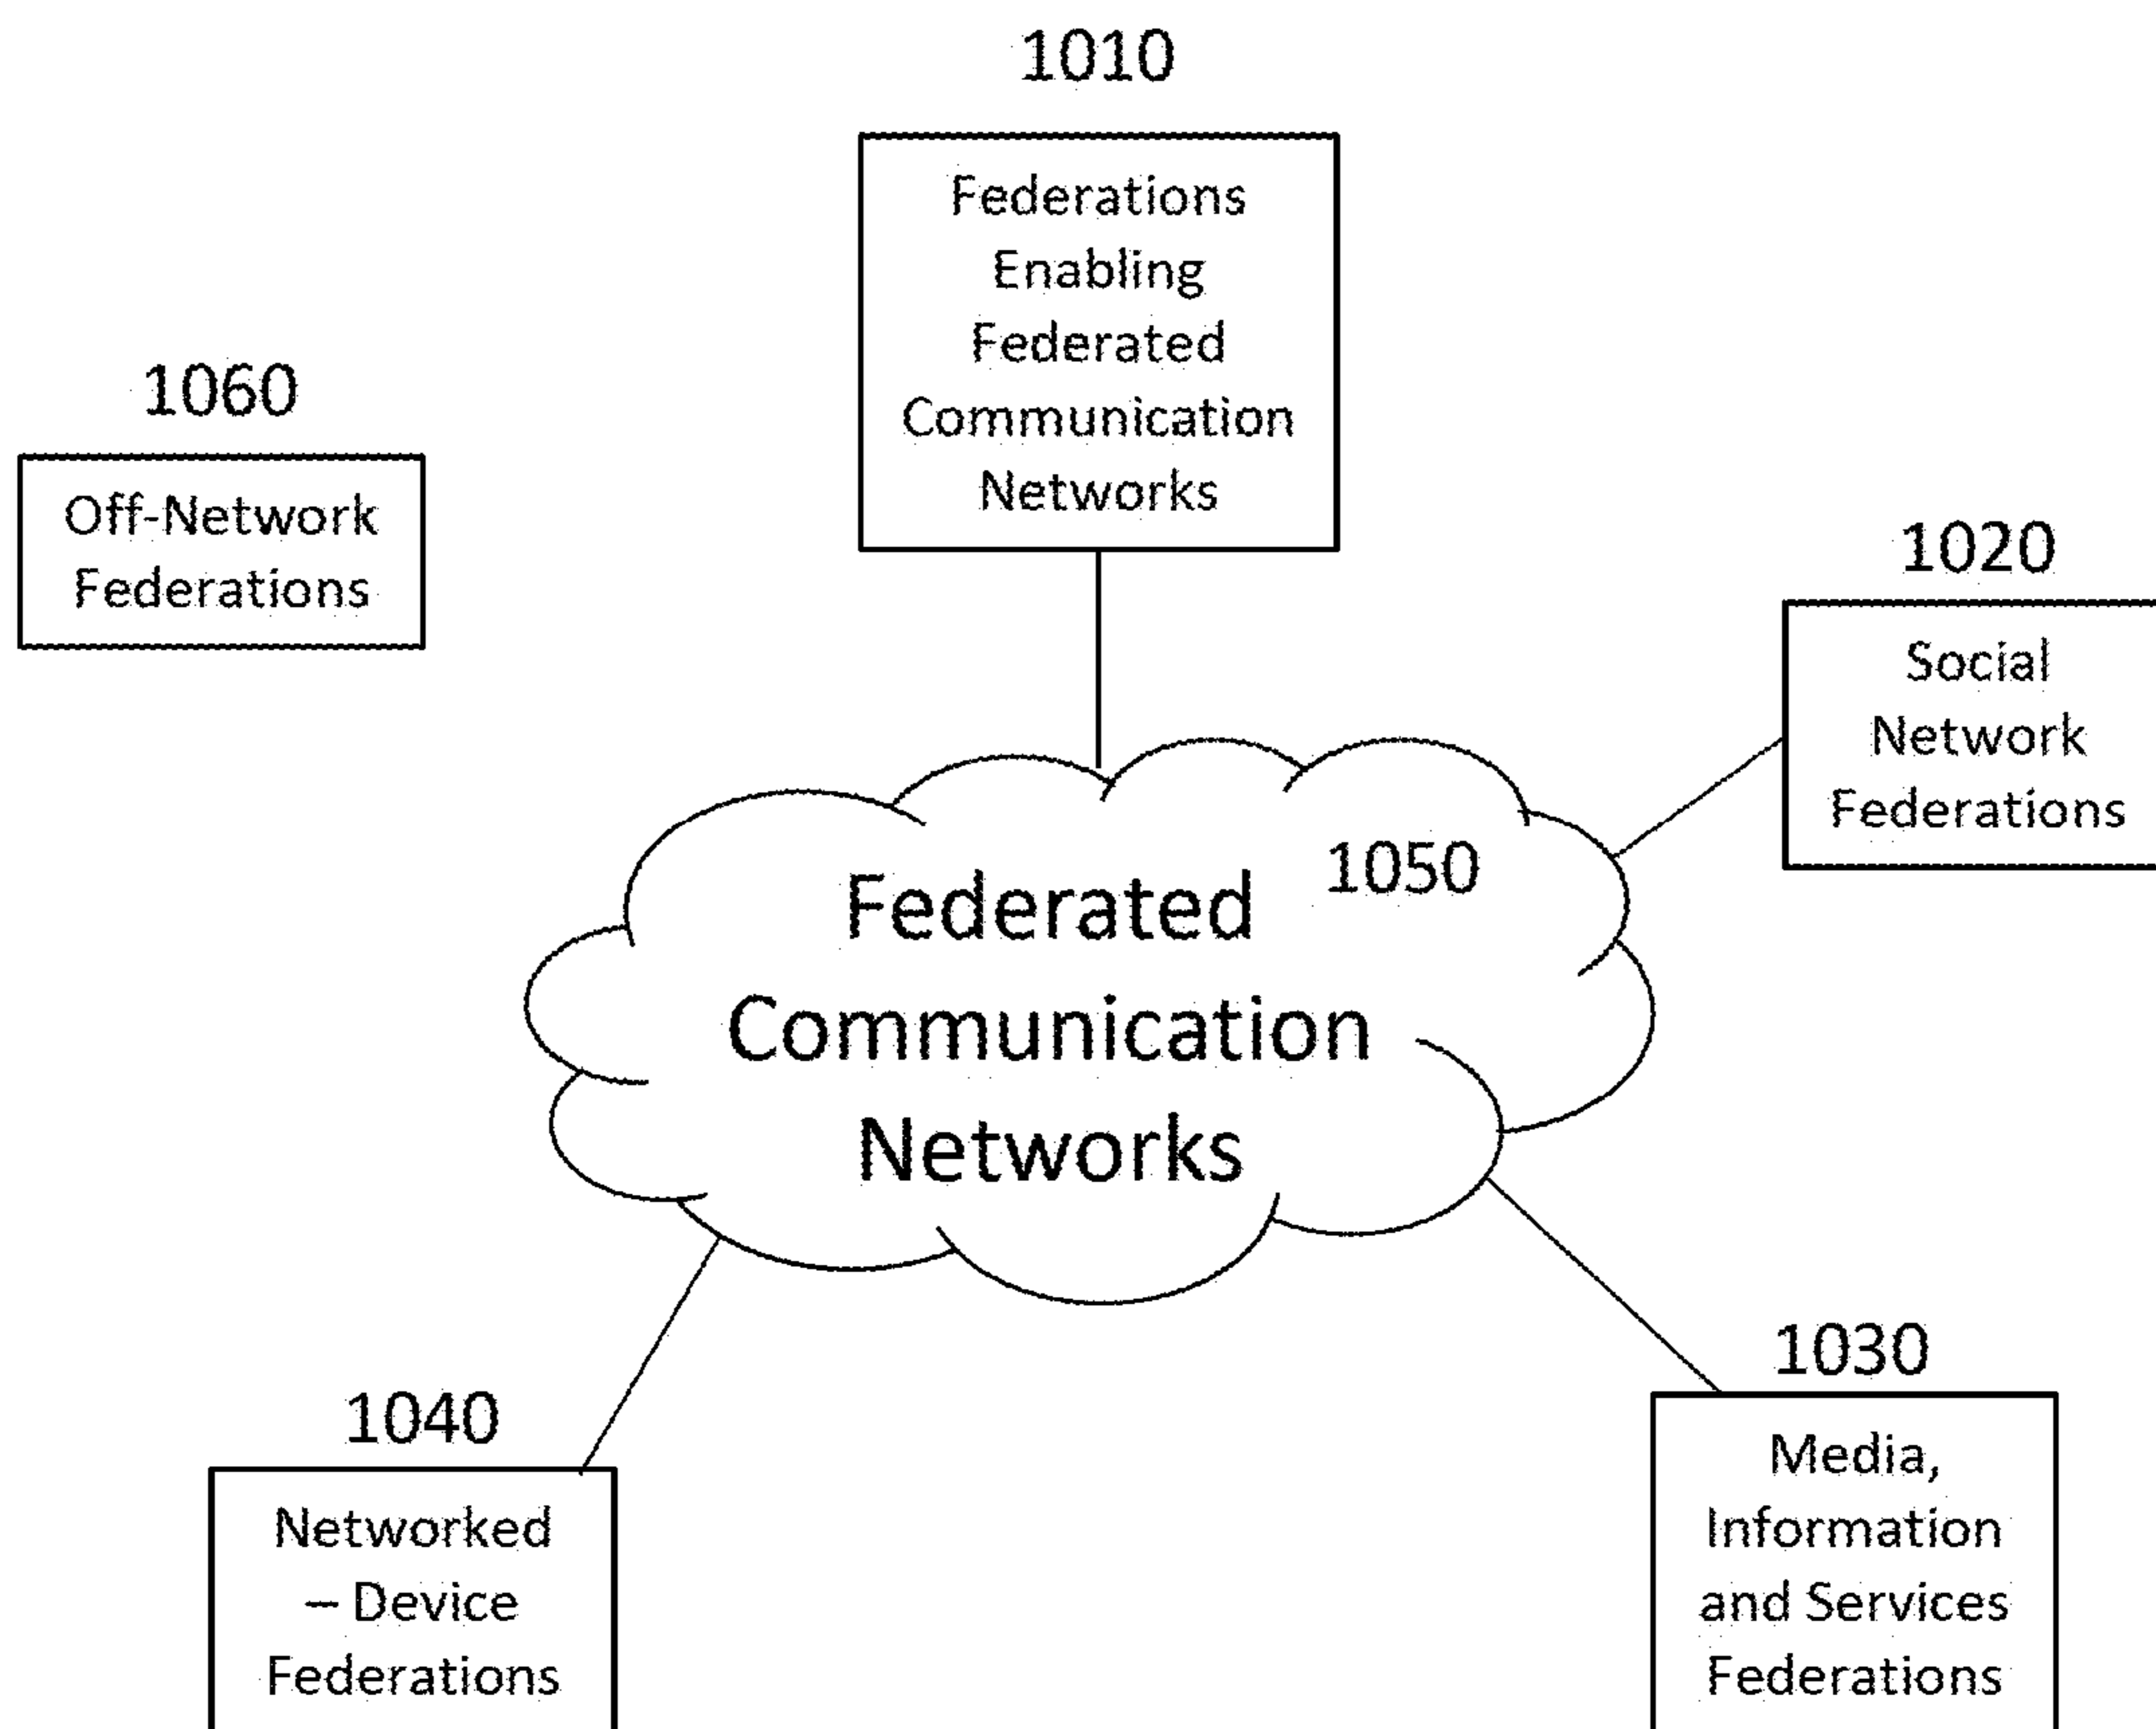 1010
Federations
Enabling
Federated
Communication
Networks
1060
Off-Network
Federations
1020
Social
Network
Federations
1050
Federated
Communication
Networks
1040
Networked
– Device
Federations
1030
Media,
Information
and Services
Federations